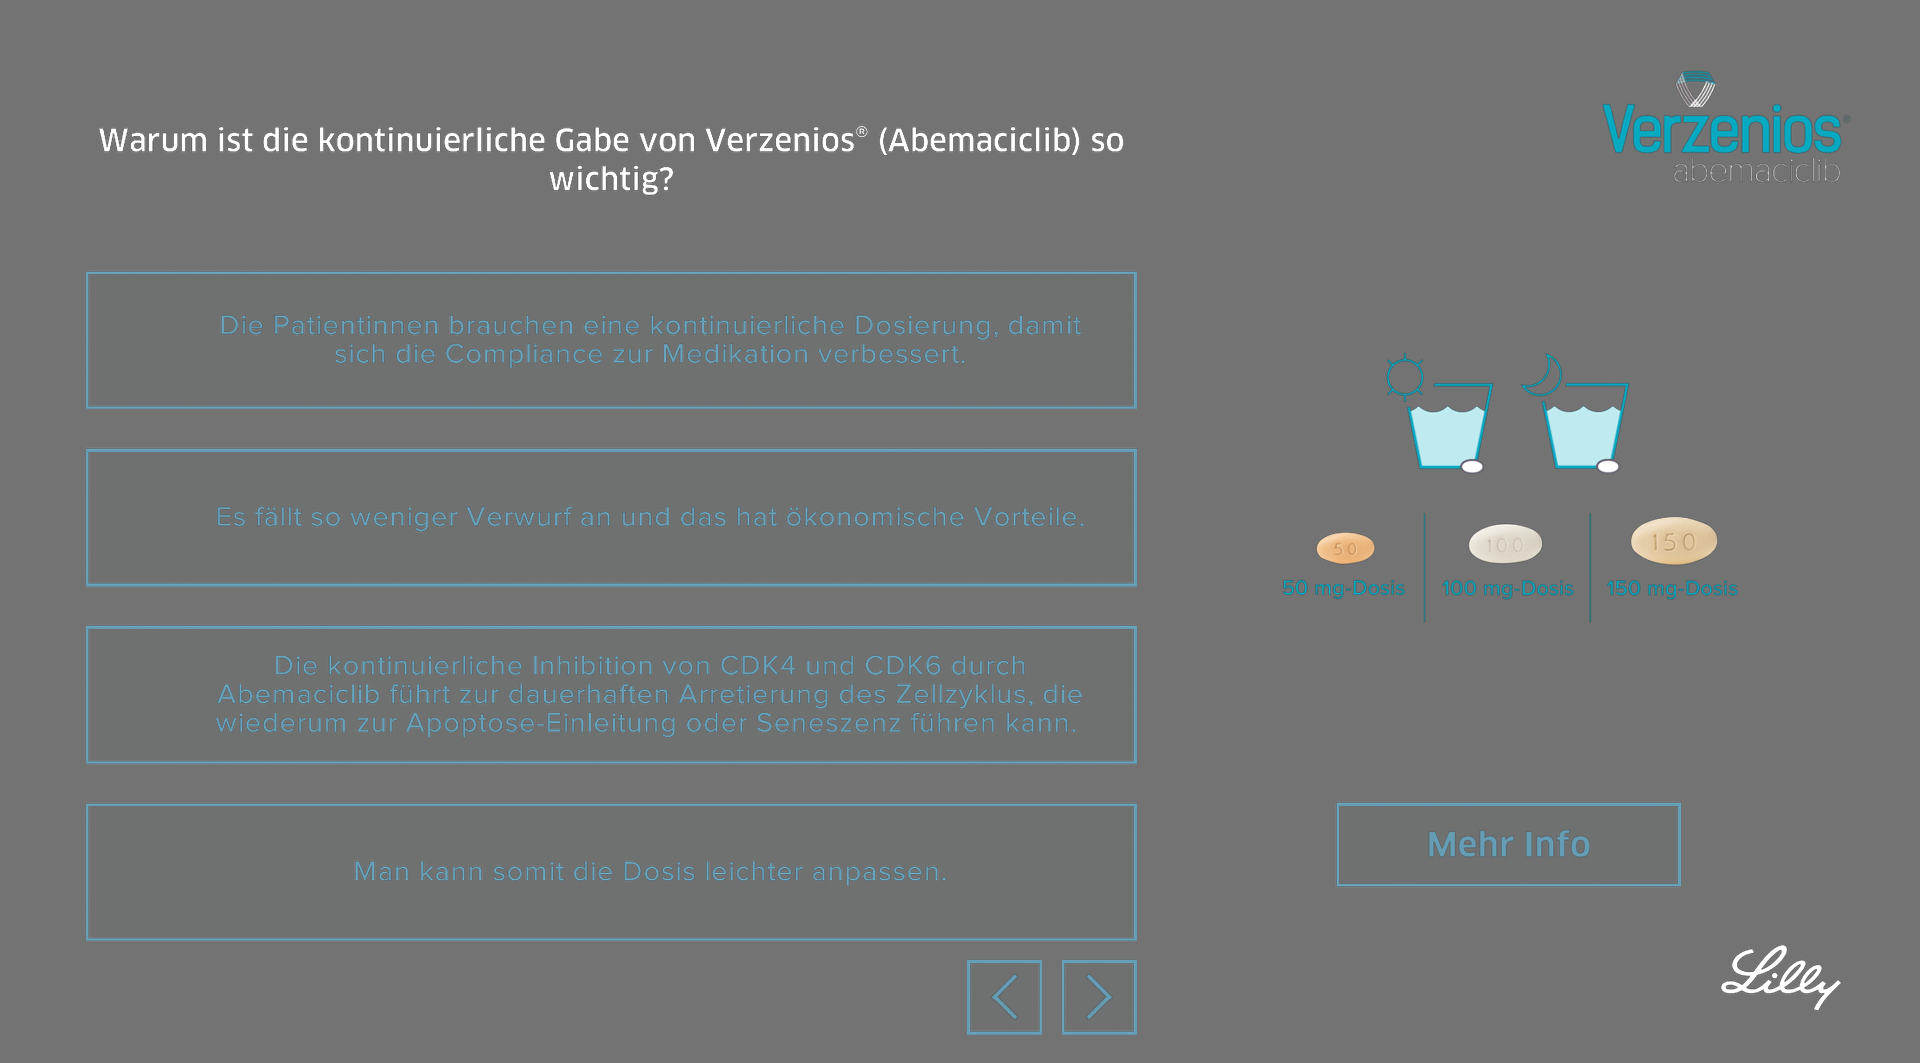 Warum ist die kontinuierliche Gabe von Verzenios® (Abemaciclib) so
wichtig?
Verzenios®
abemaciclib
Die Patientinnen brauchen eine kontinuierliche Dosierung, damit
sich die Compliance zur Medikation verbessert.
Es fällt so weniger Verwurf an und das hat ökonomische Vorteile.
Die kontinuierliche Inhibition von CDK4 und CDK6 durch
Abemaciclib führt zur dauerhaften Arretierung des Zellzyklus, die
wiederum zur Apoptose-Einleitung oder Seneszenz führen kann.
Man kann somit die Dosis leichter anpassen.
50
100
150
50 mg-Dosis
100 mg-Dosis
150 mg-Dosis
Mehr Info
Lilly